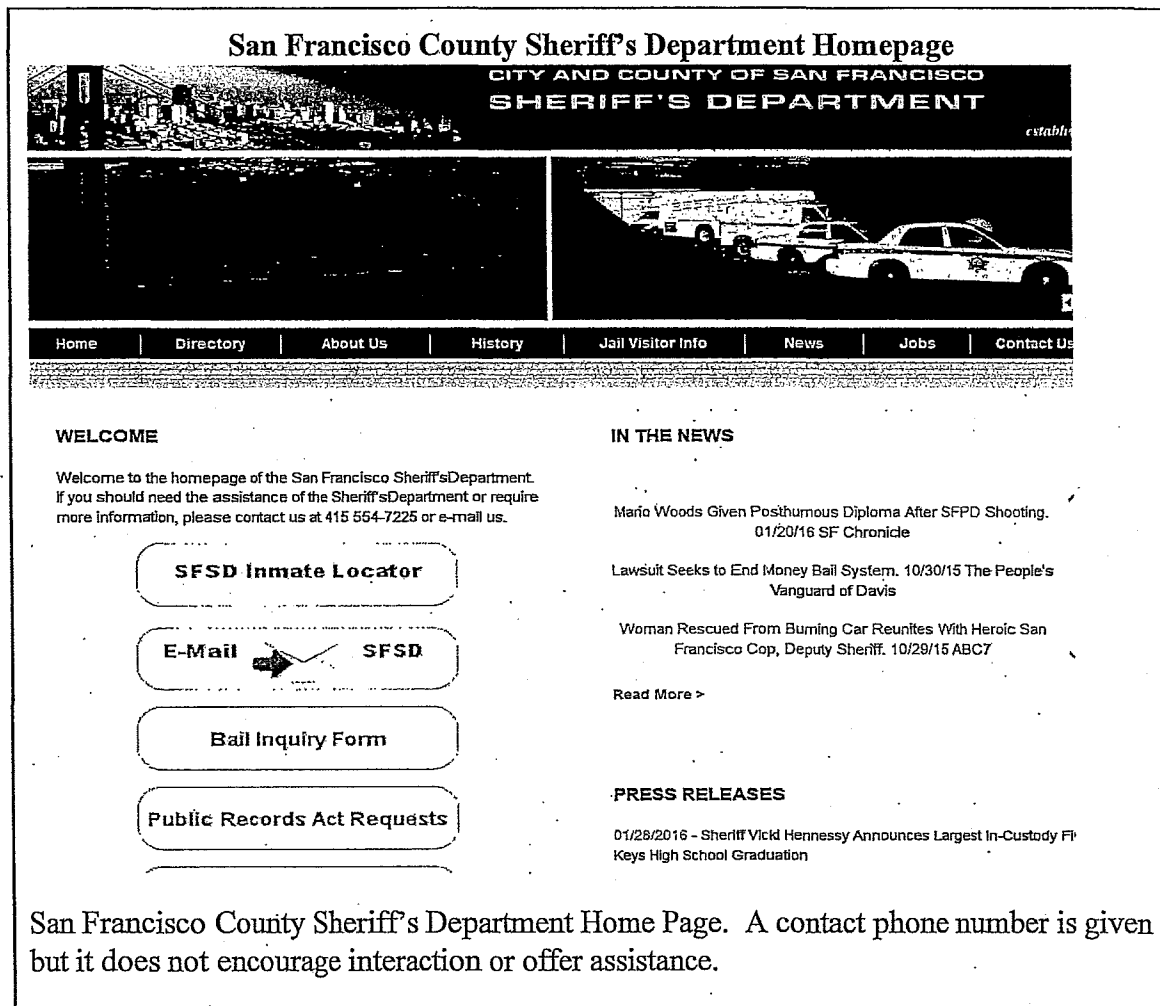 San Francisco County Sheriff's Department Homepage
CITY AND COUNTY OF SAN FRANCISCO
SHERIFF'S DEPARTMENT
Home
Directory
About Us
History
Jail Visitor Info
News
Jobs
Contact Us
WELCOME
Welcome to the homepage of the San Francisco Sheriff'sDepartment.
If you should need the assistance of the Sheriff'sDepartment or require
more information, please contact us at 415 554-7225 or e-mail us.
SFSD Inmate Locator
E-Mail SFSD
Bail Inquiry Form
Public Records Act Requests
IN THE NEWS
Mario Woods Given Posthumous Diploma After SFPD Shooting.
01/20/16 SF Chronicle
Lawsuit Seeks to End Money Bail System. 10/30/15 The People's
Vanguard of Davis
Woman Rescued From Burning Car Reunites With Heroic San
Francisco Cop, Deputy Sheriff. 10/29/15 ABC7
Read More >
PRESS RELEASES
01/28/2016 - Sheriff Vicki Hennessy Announces Largest In-Custody
Keys High School Graduation
San Francisco County Sheriff's Department Home Page. A contact phone number is given
but it does not encourage interaction or offer assistance.